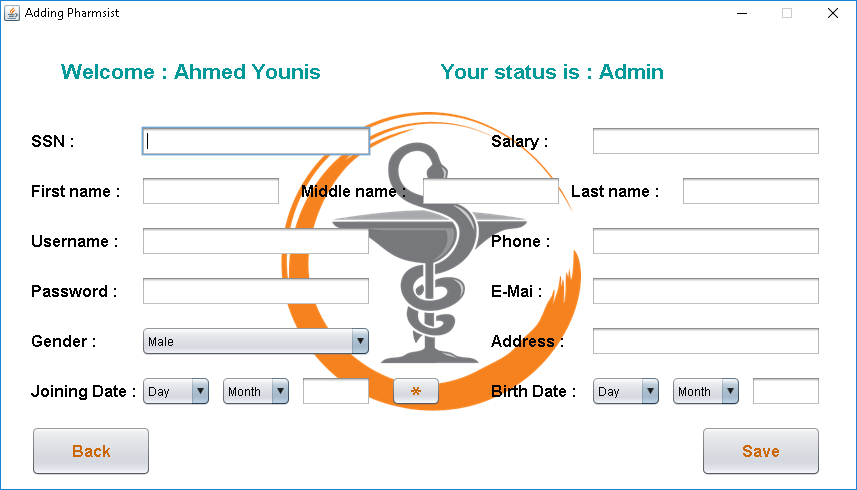 Adding Pharmsist
Welcome : Ahmed Younis Your status is : Admin
SSN : Salary :
First name : Middle name : Last name :
Username : Phone :
Password : E-Mai :
Gender : Male Address :
Joining Date : Day Month * Birth Date : Day Month
Back Save